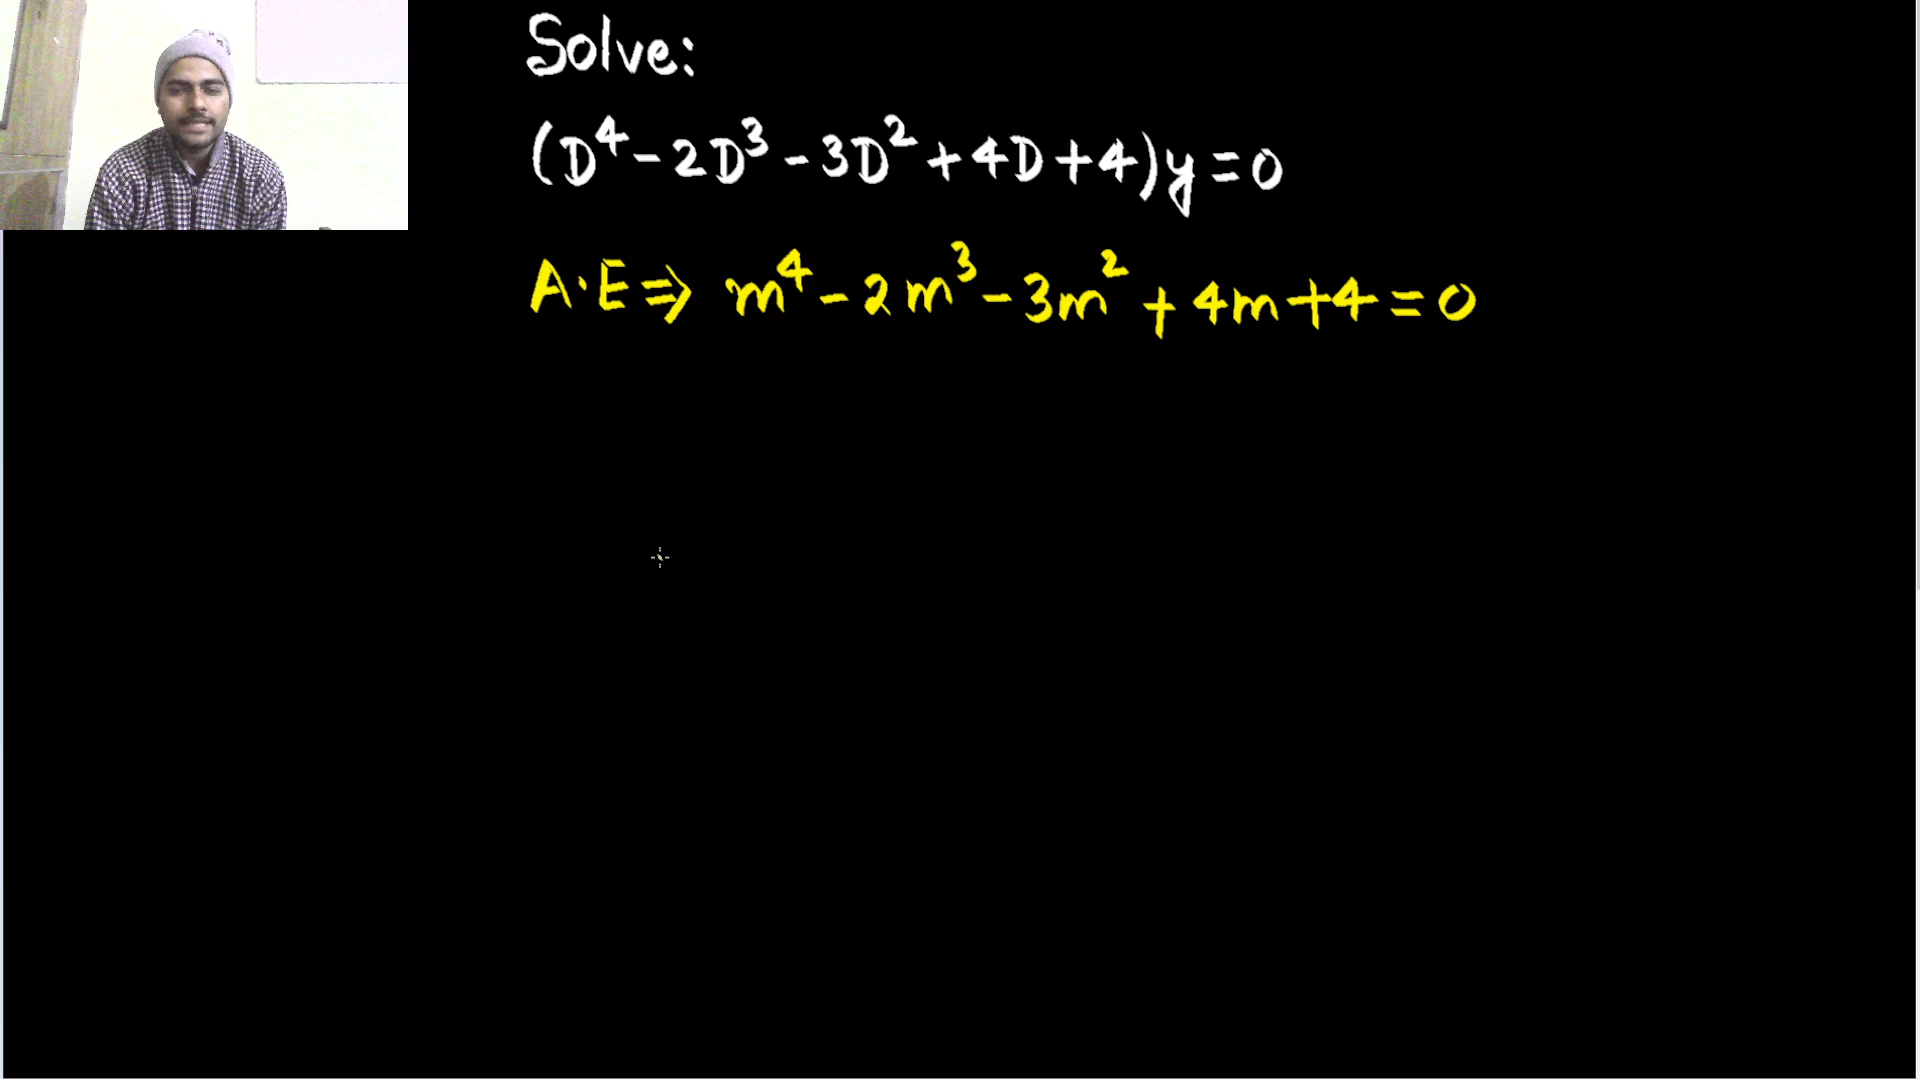 Solve:
(D⁴ - 2D³ - 3D² + 4D + 4)y = 0
A.E ⇒ m⁴ - 2m³ - 3m² + 4m + 4 = 0